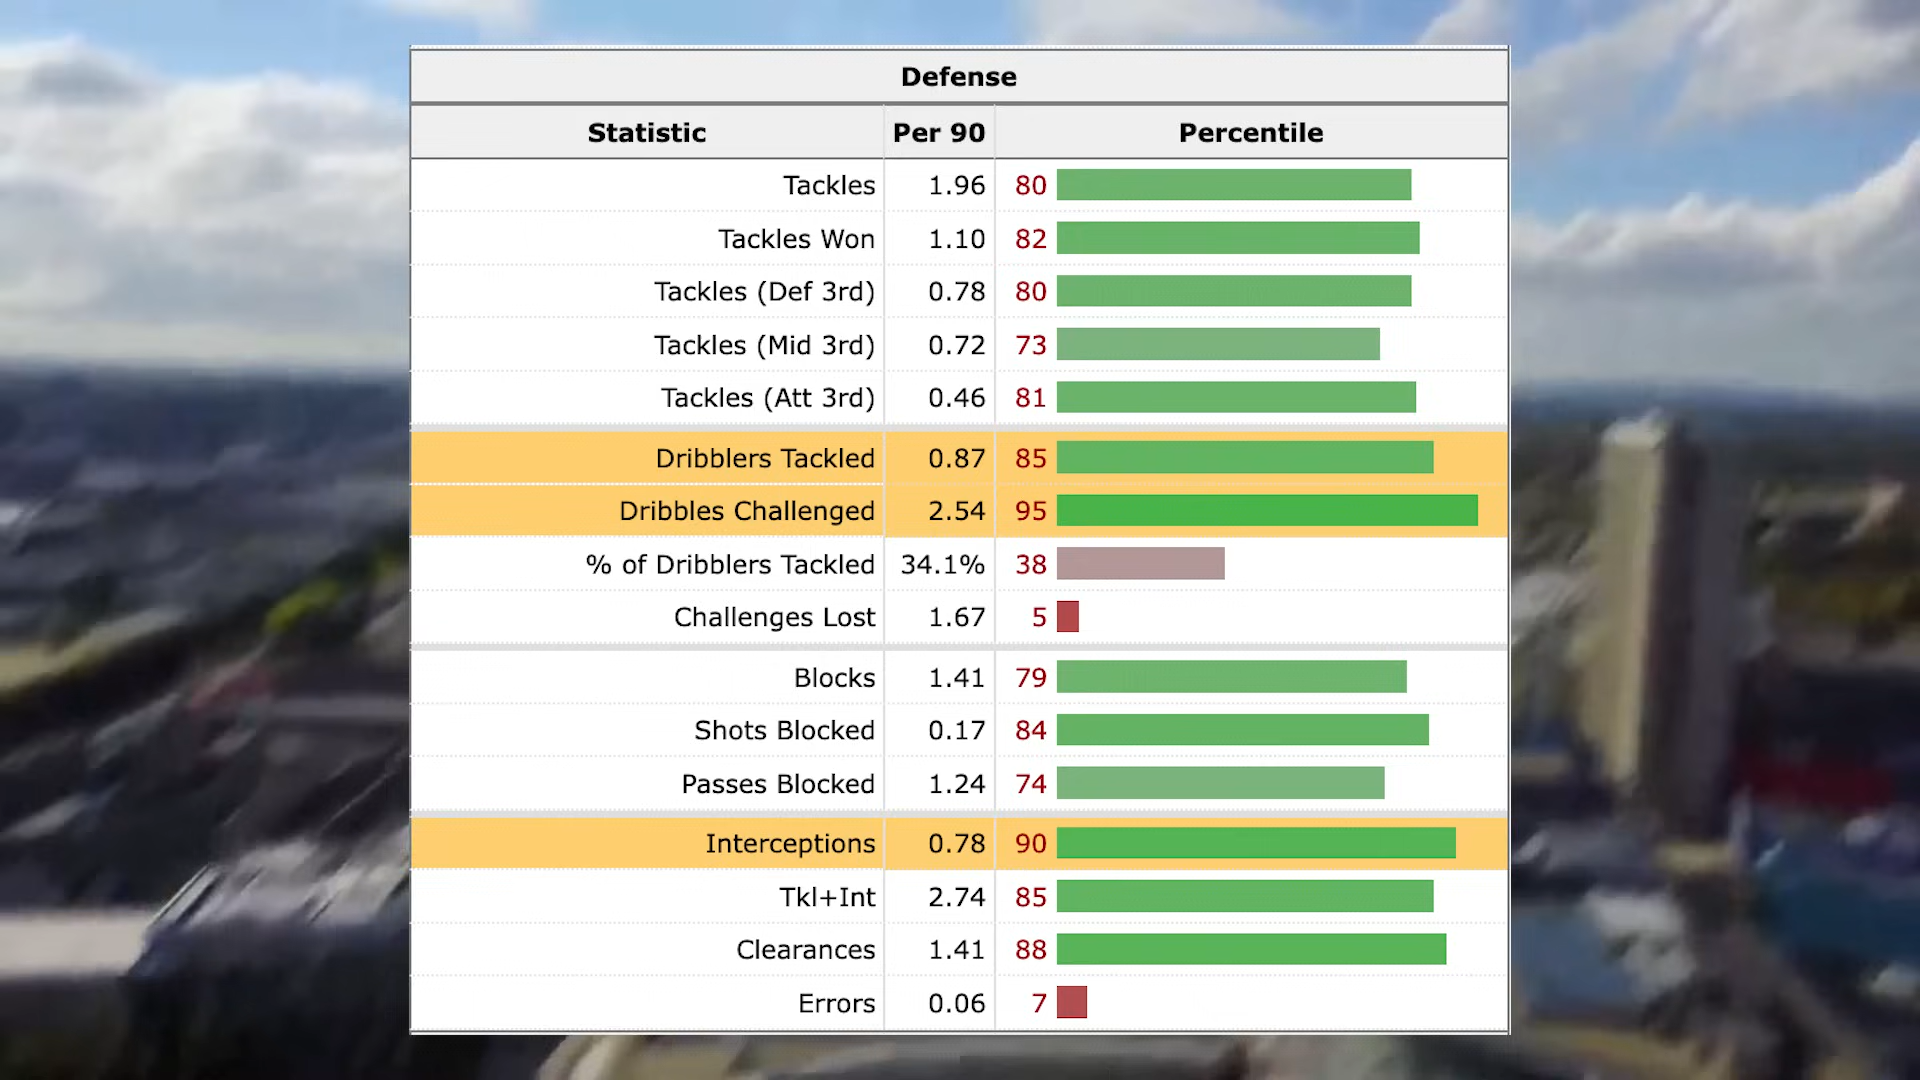 Defense
Statistic Per 90 Percentile
Tackles 1.96 80
Tackles Won 1.10 82
Tackles (Def 3rd) 0.78 80
Tackles (Mid 3rd) 0.72 73
Tackles (Att 3rd) 0.46 81
Dribblers Tackled 0.87 85
Dribbles Challenged 2.54 95
% of Dribblers Tackled 34.1% 38
Challenges Lost 1.67 5
Blocks 1.41 79
Shots Blocked 0.17 84
Passes Blocked 1.24 74
Interceptions 0.78 90
Tkl+Int 2.74 85
Clearances 1.41 88
Errors 0.06 7